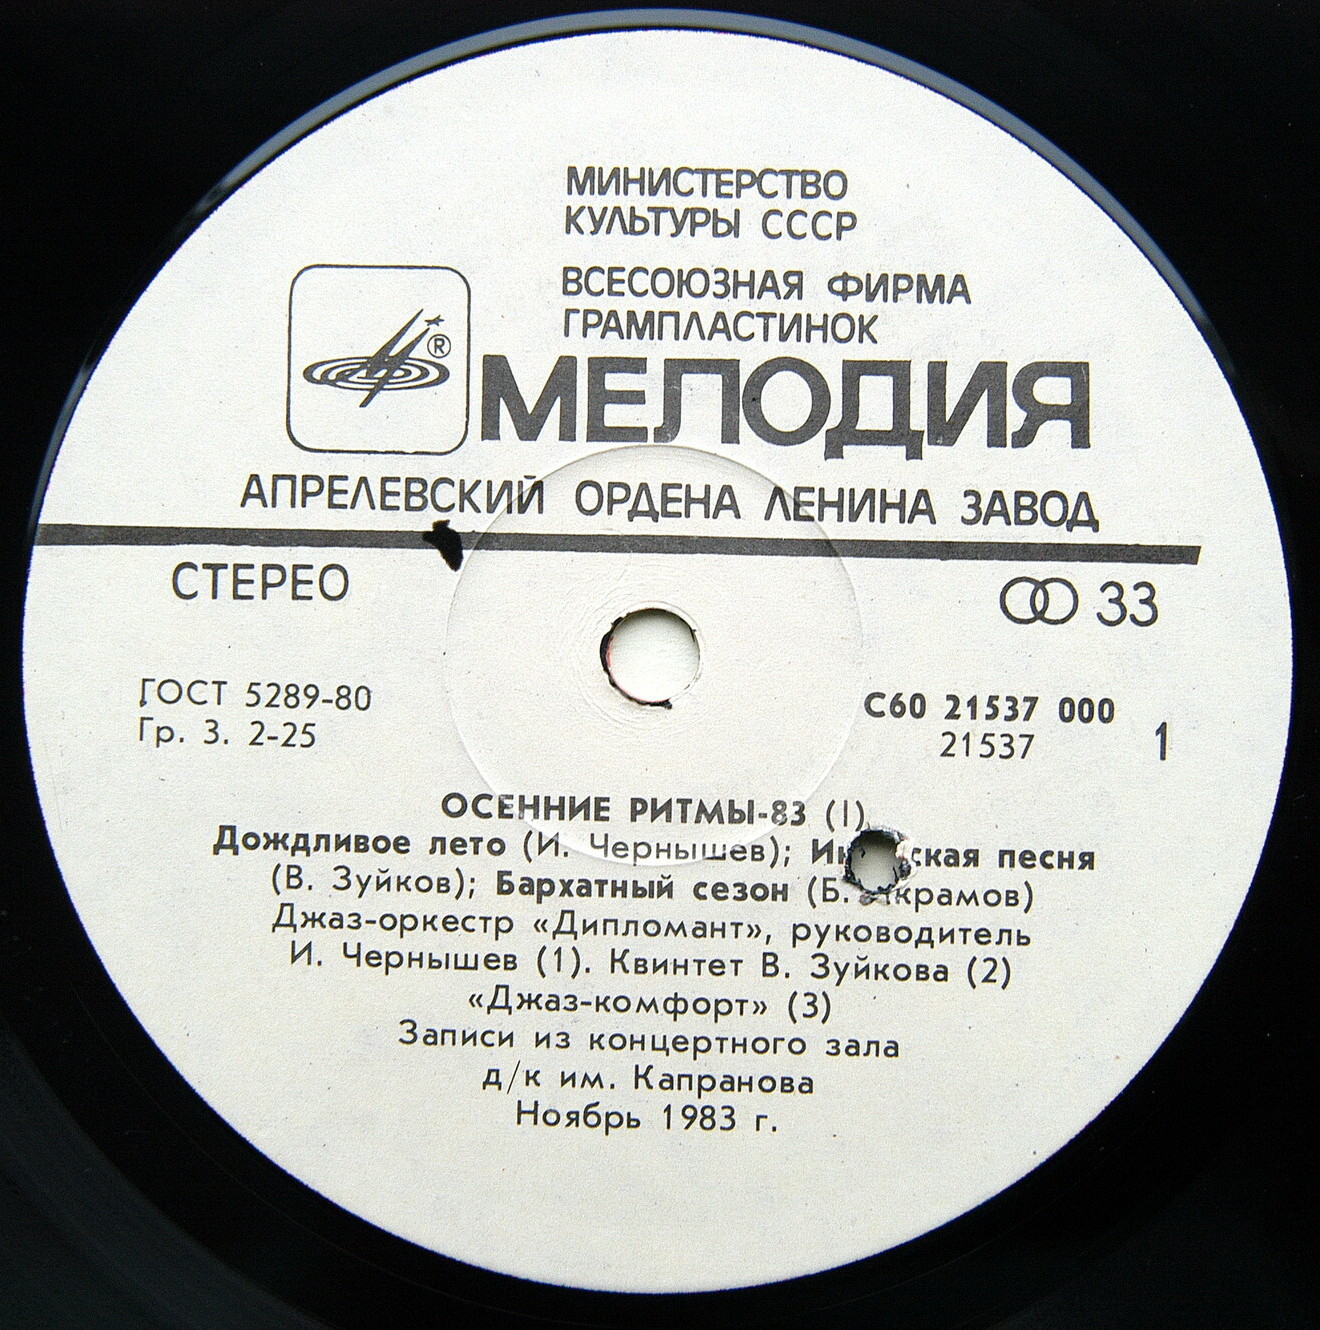 МИНИСТЕРСТВО
КУЛЬТУРЫ СССР
ВСЕСОЮЗНАЯ ФИРМА
ГРАМПЛАСТИНОК
®
МЕЛОДИЯ
АПРЕЛЕВСКИЙ ОРДЕНА ЛЕНИНА ЗАВОД
СТЕРЕО
33
ГОСТ 5289-80
Гр. 3. 2-25
С60 21537 000
21537
1
ОСЕННИЕ РИТМЫ-83 (I)
Дождливое лето (И. Чернышев); песня
(В. Зуйков); Бархатный сезон (Б.
Джаз-оркестр «Дипломант», руководитель
И. Чернышев (1). Квинтет В. Зуйкова (2)
«Джаз-комфорт» (3)
Записи из концертного зала
д/к им. Капранова
Ноябрь 1983 г.